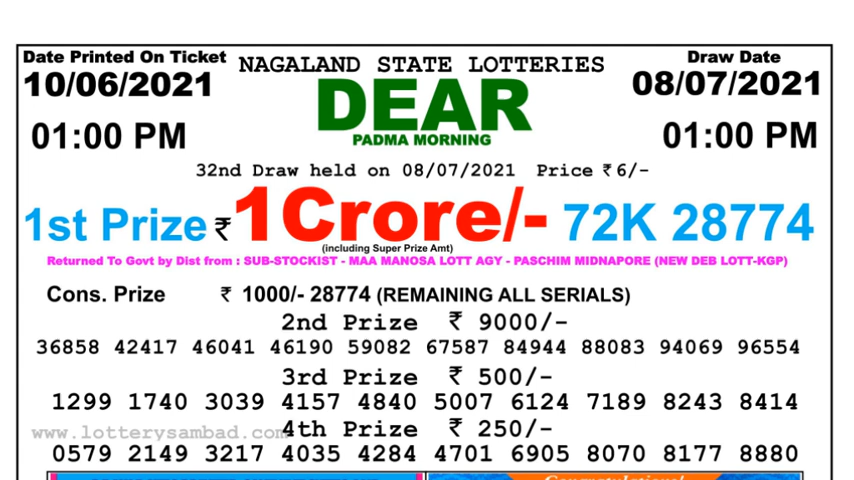 Date Printed On Ticket
10/06/2021
01:00 PM
NAGALAND STATE LOTTERIES
DEAR
PADMA MORNING
Draw Date
08/07/2021
01:00 PM
32nd Draw held on 08/07/2021 Price ₹6/-
1st Prize ₹1Crore/- 72K 28774
(including Super Prize Amt)
Returned To Govt by Dist from : SUB-STOCKIST - MAA MANOSA LOTT AGY - PASCHIM MIDNAPORE (NEW DEB LOTT-KGP)
Cons. Prize ₹ 1000/- 28774 (REMAINING ALL SERIALS)
2nd Prize ₹ 9000/-
36858 42417 46041 46190 59082 67587 84944 88083 94069 96554
3rd Prize ₹ 500/-
1299 1740 3039 4157 4840 5007 6124 7189 8243 8414
www.lotterysambad.com
4th Prize ₹ 250/-
0579 2149 3217 4035 4284 4701 6905 8070 8177 8880